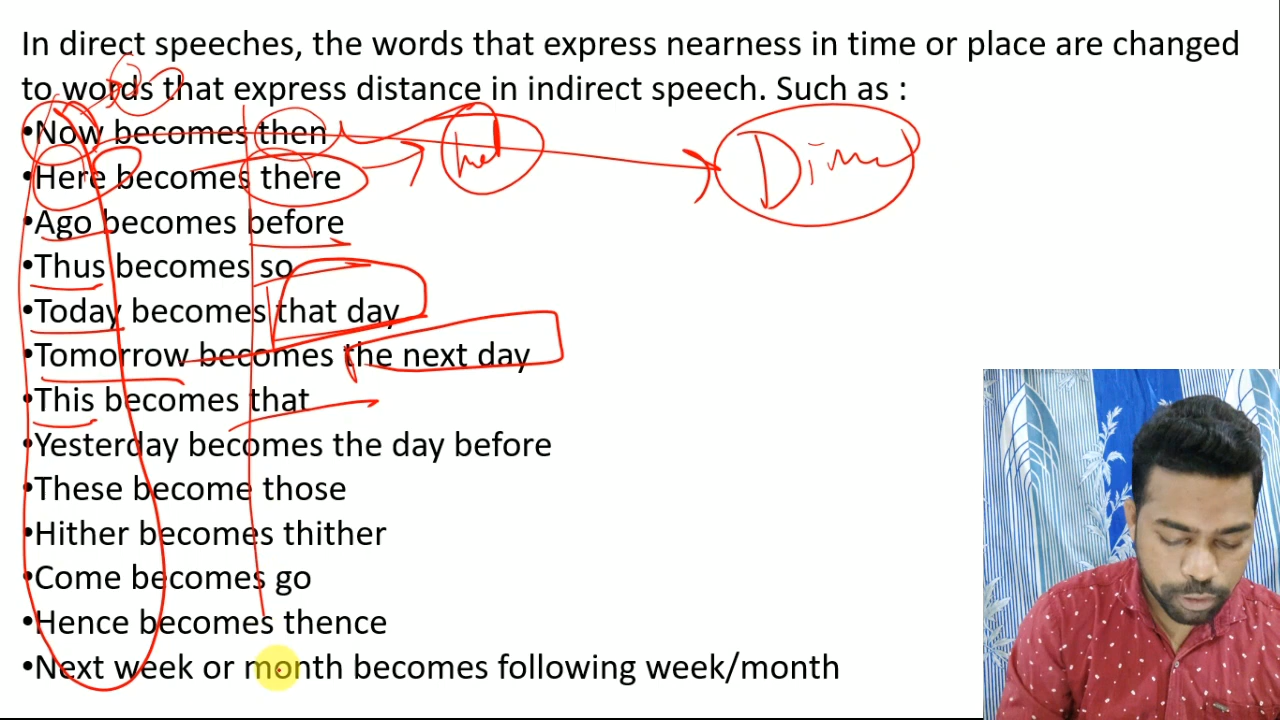 In direct speeches, the words that express nearness in time or place are changed
to words that express distance in indirect speech. Such as :
•Now becomes then
•Here becomes there
•Ago becomes before
•Thus becomes so
•Today becomes that day
•Tomorrow becomes the next day
•This becomes that
•Yesterday becomes the day before
•These become those
•Hither becomes thither
•Come becomes go
•Hence becomes thence
•Next week or month becomes following week/month